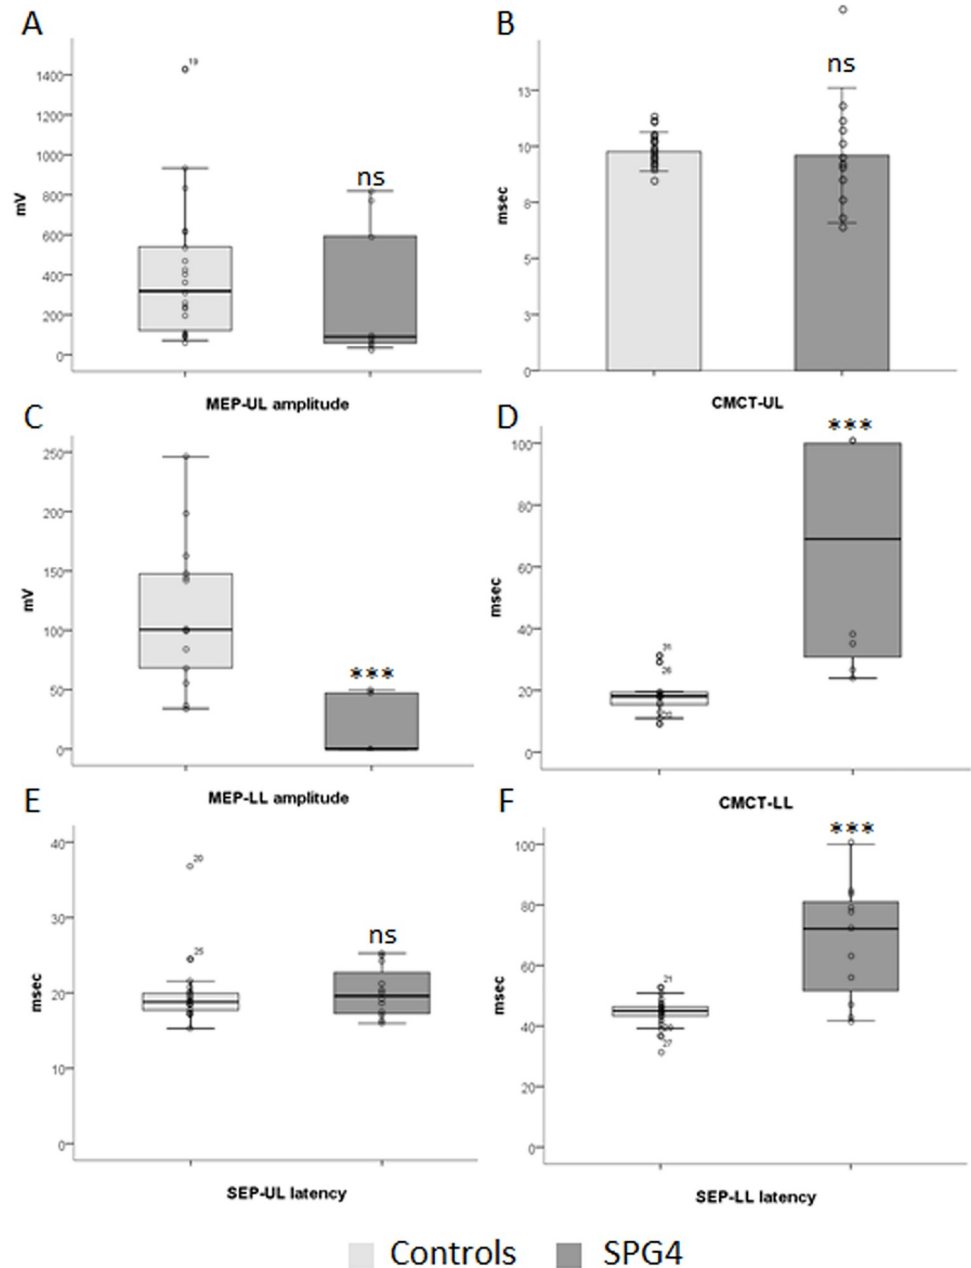 A
1400
1200
1000
800
600
400
200
0
mV
19
ns
MEP-UL amplitude
B
13
10
8
5
3
0
msec
ns
CMCT-UL
C
250
200
150
100
50
0
mV
***
MEP-LL amplitude
D
100
80
60
40
20
0
msec
***
CMCT-LL
E
40
30
20
10
0
msec
20
25
ns
SEP-UL latency
F
100
80
60
40
20
0
msec
21
27
***
SEP-LL latency
Controls SPG4